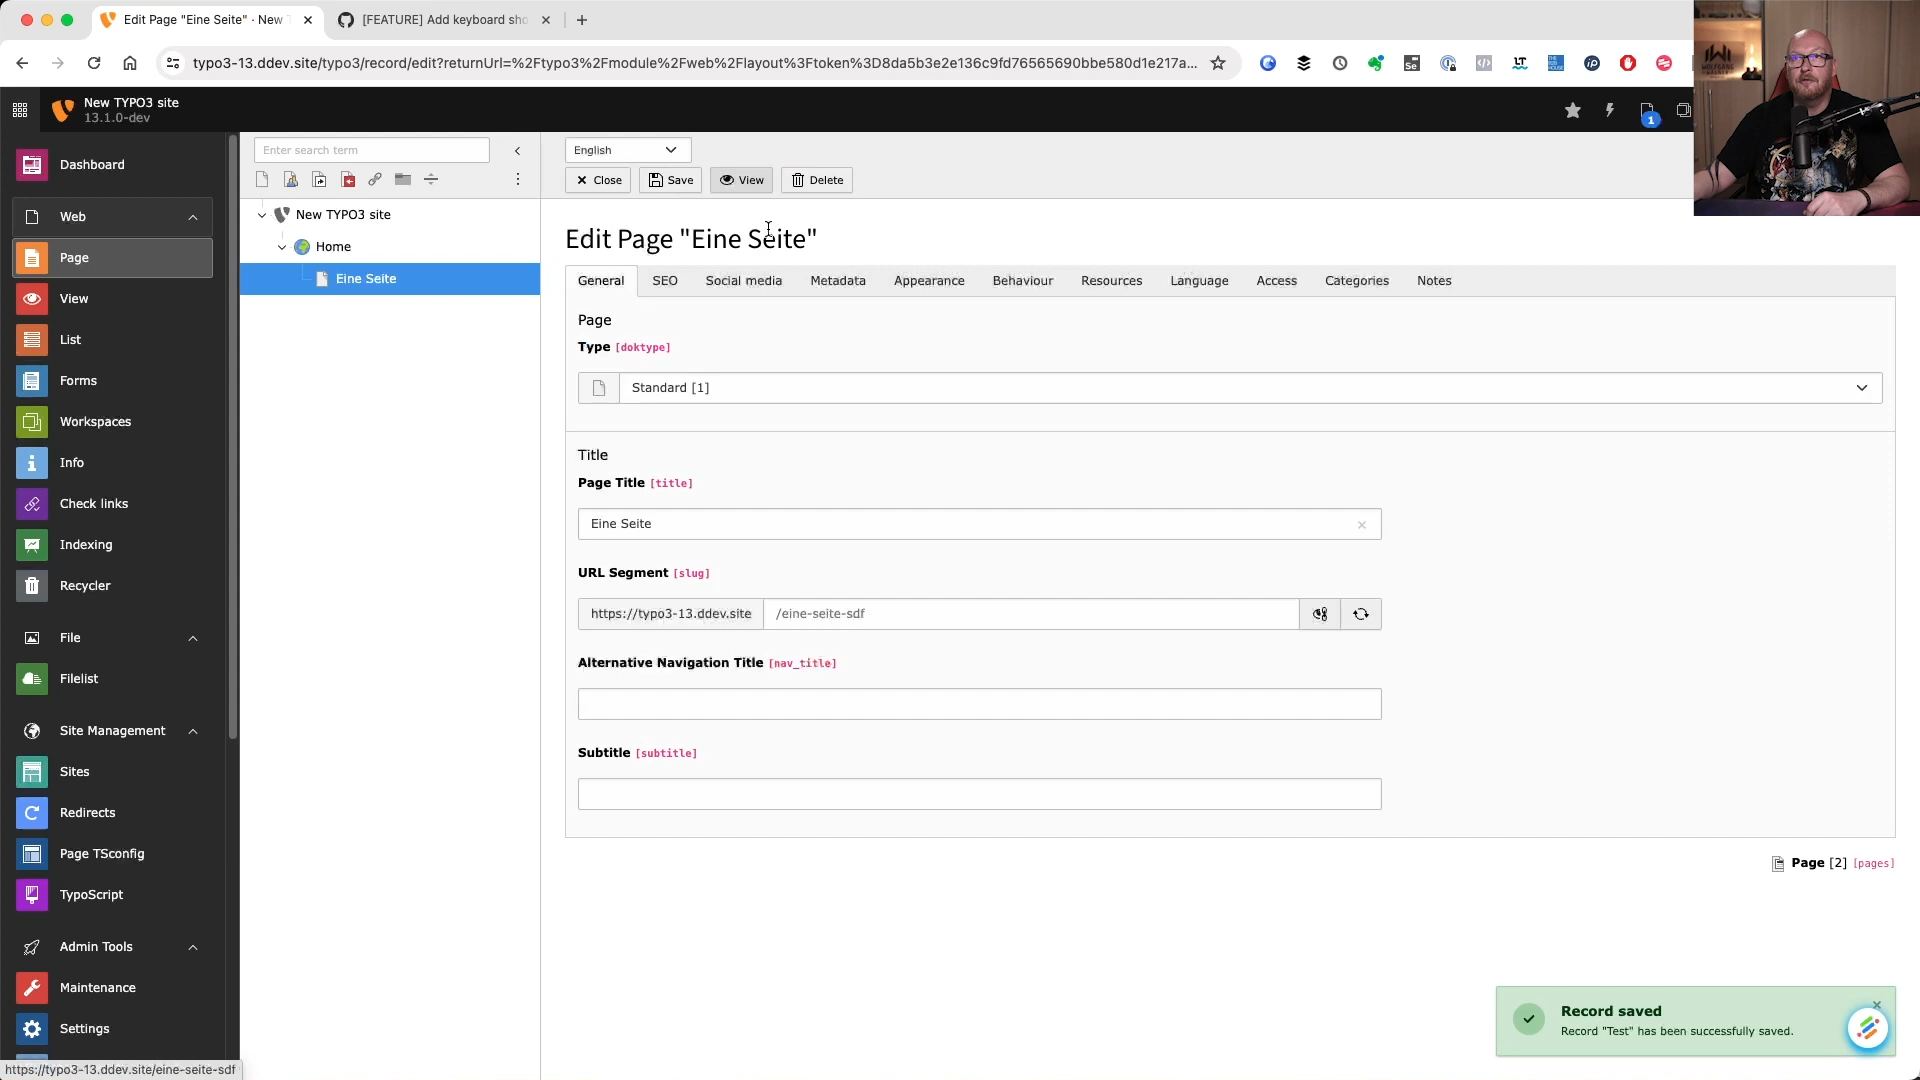 Edit Page "Eine Seite" · New T
[FEATURE] Add keyboard sho
typo3-13.ddev.site/typo3/record/edit?returnUrl=%2Ftypo3%2Fmodule%2Fweb%2Flayout%3Ftoken%3D8da5b3e2e136c9fd76565690bbe580d1e217a...
New TYPO3 site
13.1.0-dev
1
Dashboard
Web
Page
View
List
Forms
Workspaces
Info
Check links
Indexing
Recycler
File
Filelist
Site Management
Sites
Redirects
Page TSconfig
TypoScript
Admin Tools
Maintenance
Settings
https://typo3-13.ddev.site/eine-seite-sdf
Enter search term
New TYPO3 site
Home
Eine Seite
English
Close Save View Delete
Edit Page "Eine Seite"
General SEO Social media Metadata Appearance Behaviour Resources Language Access Categories Notes
Page
Type [doktype]
Standard [1]
Title
Page Title [title]
Eine Seite
URL Segment [slug]
https://typo3-13.ddev.site /eine-seite-sdf
Alternative Navigation Title [nav_title]
Subtitle [subtitle]
Page [2] [pages]
Record saved
Record "Test" has been successfully saved.